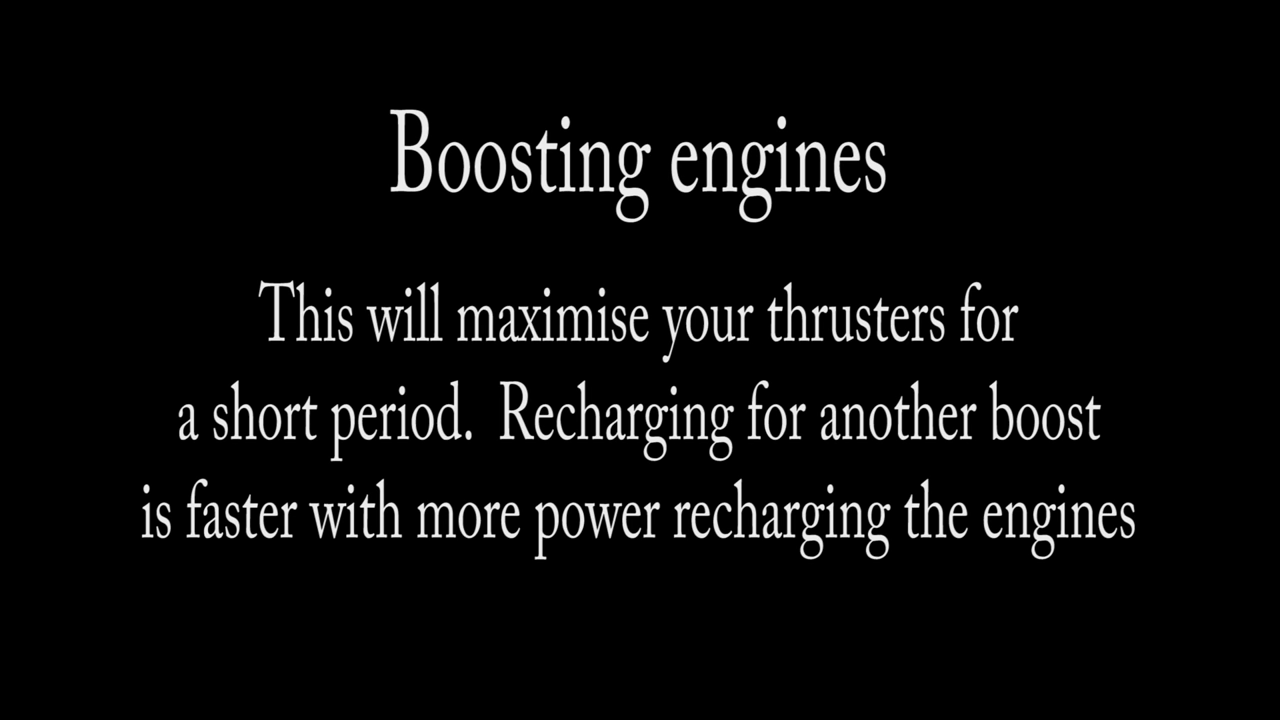 Boosting engines
This will maximise your thrusters for
a short period.  Recharging for another boost
is faster with more power recharging the engines